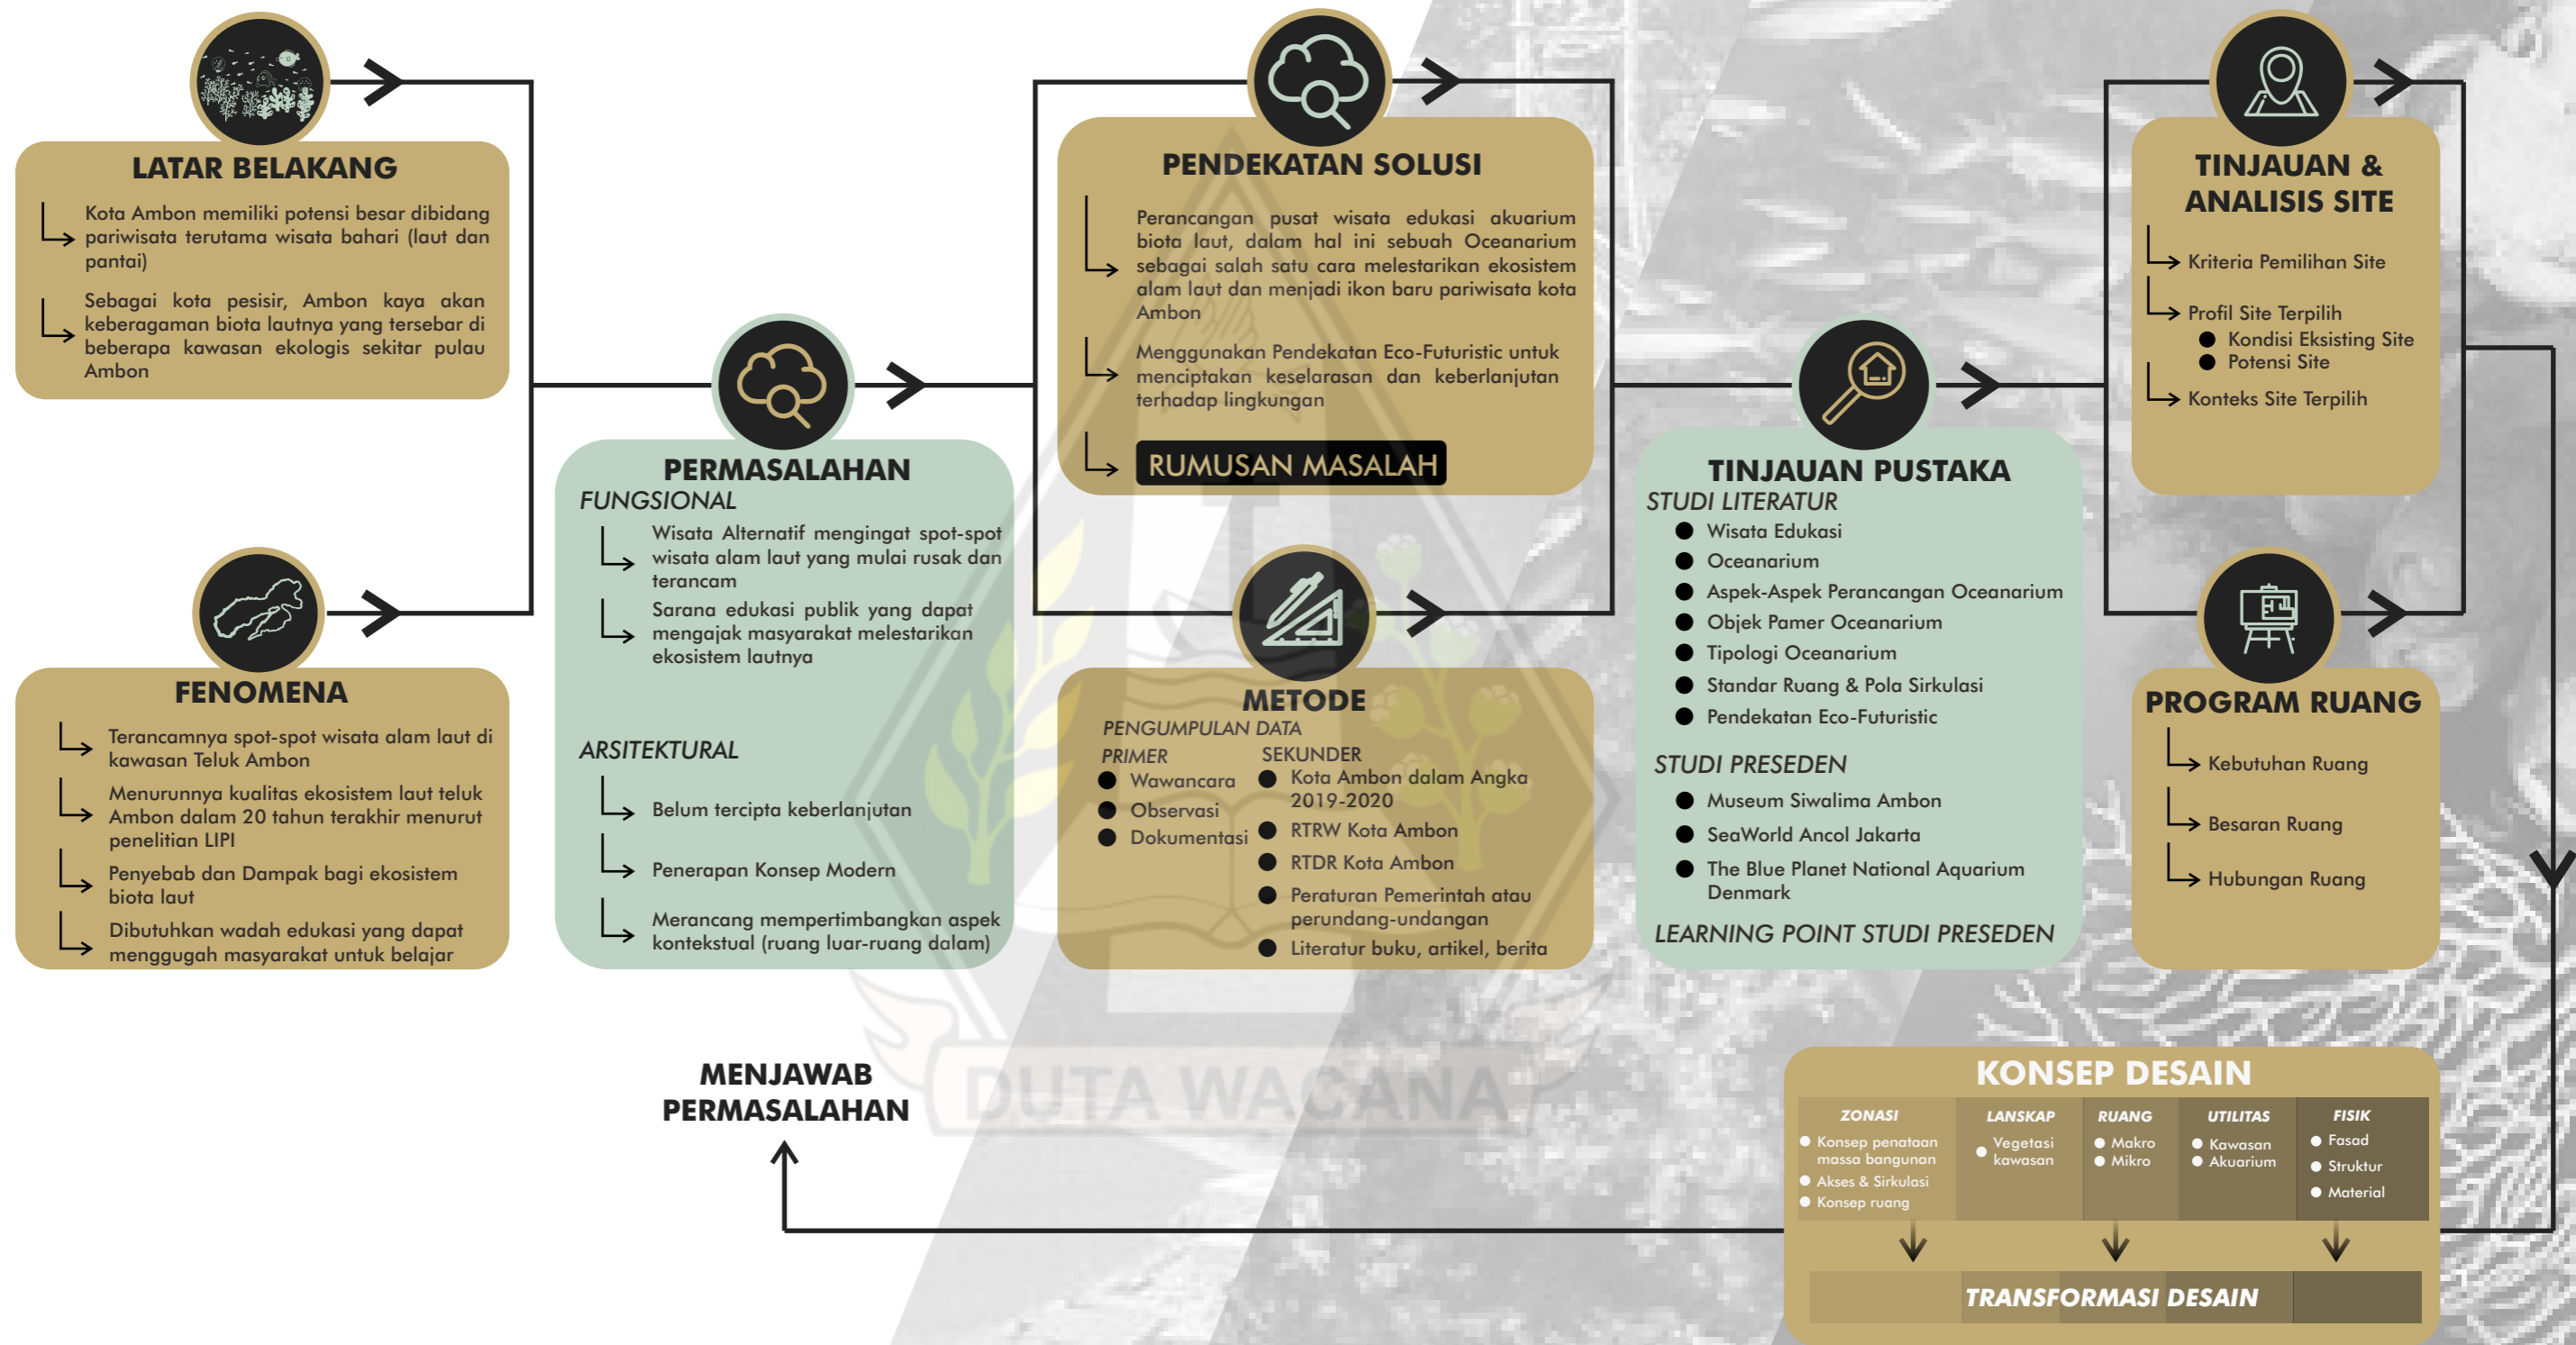 LATAR BELAKANG
Kota Ambon memiliki potensi besar dibidang
pariwisata terutama wisata bahari (laut dan
pantai)
Sebagai kota pesisir, Ambon kaya akan
keberagaman biota lautnya yang tersebar di
beberapa kawasan ekologis sekitar pulau
Ambon
FENOMENA
Terancamnya spot-spot wisata alam laut di
kawasan Teluk Ambon
Menurunnya kualitas ekosistem laut teluk
Ambon dalam 20 tahun terakhir menurut
penelitian LIPI
Penyebab dan Dampak bagi ekosistem
biota laut
Dibutuhkan wadah edukasi yang dapat
menggugah masyarakat untuk belajar
PERMASALAHAN
FUNGSIONAL
Wisata Alternatif mengingat spot-spot
wisata alam laut yang mulai rusak dan
terancam
Sarana edukasi publik yang dapat
mengajak masyarakat melestarikan
ekosistem lautnya
ARSITEKTURAL
Belum tercipta keberlanjutan
Penerapan Konsep Modern
Merancang mempertimbangkan aspek
kontekstual (ruang luar-ruang dalam)
PENDEKATAN SOLUSI
Perancangan pusat wisata edukasi akuarium
biota laut, dalam hal ini sebuah Oceanarium
sebagai salah satu cara melestarikan ekosistem
alam laut dan menjadi ikon baru pariwisata kota
Ambon
Menggunakan Pendekatan Eco-Futuristic untuk
menciptakan keselarasan dan keberlanjutan
terhadap lingkungan
RUMUSAN MASALAH
METODE
PENGUMPULAN DATA
PRIMER
Wawancara
Observasi
Dokumentasi
SEKUNDER
Kota Ambon dalam Angka
2019-2020
RTRW Kota Ambon
RTDR Kota Ambon
Peraturan Pemerintah atau
perundang-undangan
Literatur buku, artikel, berita
TINJAUAN PUSTAKA
STUDI LITERATUR
Wisata Edukasi
Oceanarium
Aspek-Aspek Perancangan Oceanarium
Objek Pamer Oceanarium
Tipologi Oceanarium
Standar Ruang & Pola Sirkulasi
Pendekatan Eco-Futuristic
STUDI PRESEDEN
Museum Siwalima Ambon
SeaWorld Ancol Jakarta
The Blue Planet National Aquarium
Denmark
LEARNING POINT STUDI PRESEDEN
TINJAUAN &
ANALISIS SITE
Kriteria Pemilihan Site
Profil Site Terpilih
Kondisi Eksisting Site
Potensi Site
Konteks Site Terpilih
PROGRAM RUANG
Kebutuhan Ruang
Besaran Ruang
Hubungan Ruang
KONSEP DESAIN
ZONASI
Konsep penataan
massa bangunan
Akses & Sirkulasi
Konsep ruang
LANSKAP
Vegetasi
kawasan
RUANG
Makro
Mikro
UTILITAS
Kawasan
Akuarium
FISIK
Fasad
Struktur
Material
TRANSFORMASI DESAIN
MENJAWAB
PERMASALAHAN
DUTA WACANA